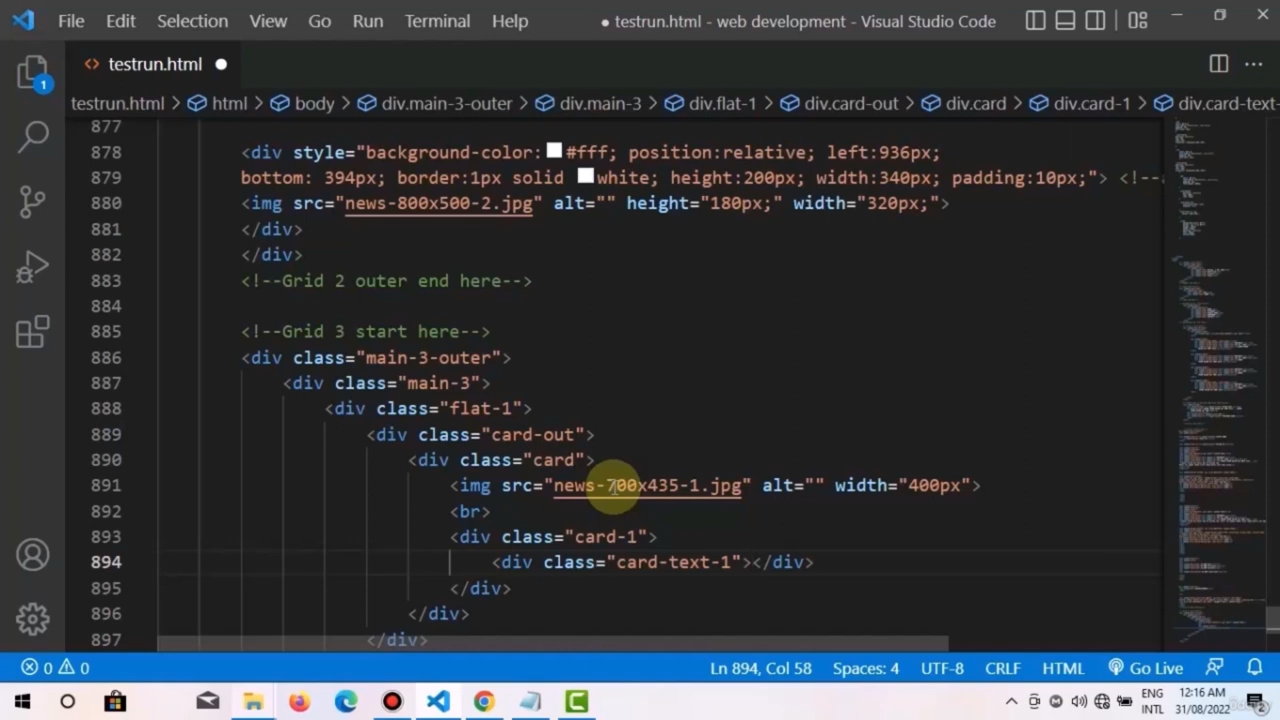 File Edit Selection View Go Run Terminal Help ● testrun.html - web development - Visual Studio Code
1 testrun.html ●
testrun.html > html > body > div.main-3-outer > div.main-3 > div.flat-1 > div.card-out > div.card > div.card-1 > div.card-text-
877
878 <div style="background-color:#fff; position:relative; left:936px;
879 bottom: 394px; border:1px solid white; height:200px; width:340px; padding:10px;"> <!--
880 <img src="news-800x500-2.jpg" alt="" height="180px;" width="320px;">
881 </div>
882 </div>
883 <!--Grid 2 outer end here-->
884
885 <!--Grid 3 start here-->
886 <div class="main-3-outer">
887 <div class="main-3">
888 <div class="flat-1">
889 <div class="card-out">
890 <div class="card">
891 <img src="news-700x435-1.jpg" alt="" width="400px">
892 <br>
893 <div class="card-1">
894 <div class="card-text-1"></div>
895 </div>
896 </div>
897 </div>
0 0 Ln 894, Col 58 Spaces: 4 UTF-8 CRLF HTML Go Live
ENG 12:16 AM
INTL 31/08/2022 2